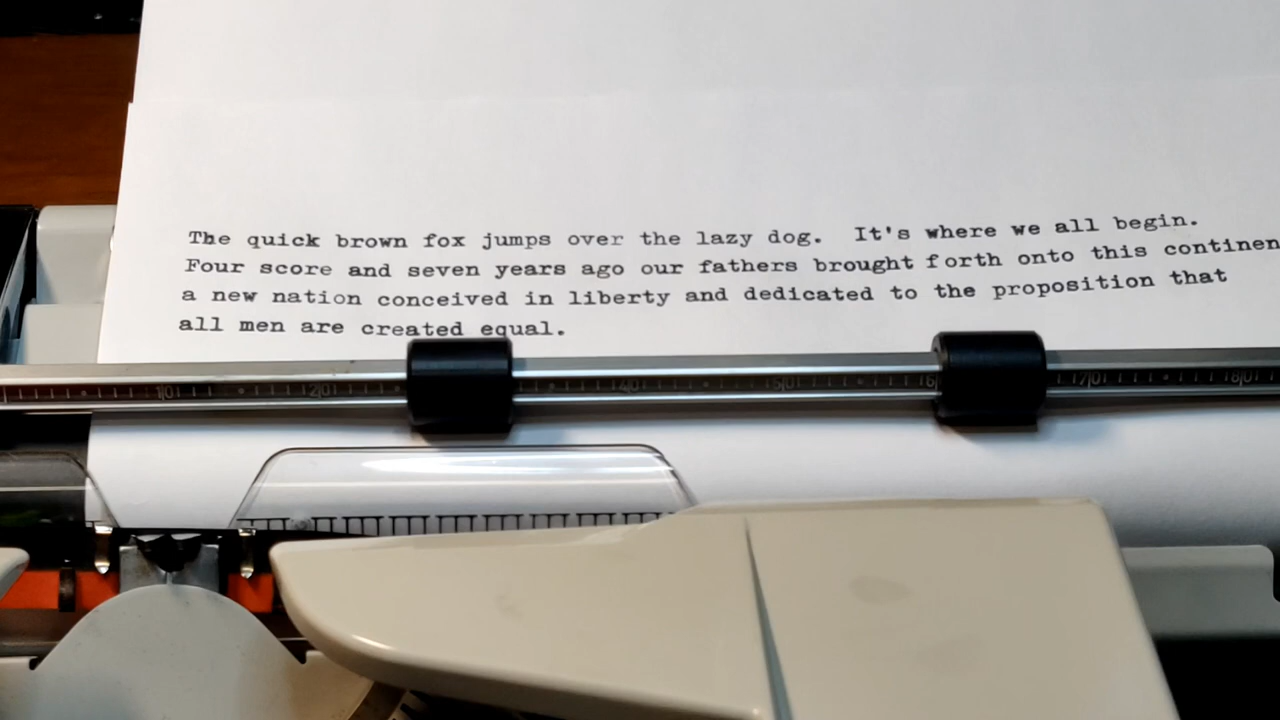 The quick brown fox jumps over the lazy dog.  It's where we all begin.
Four score and seven years ago our fathers brought forth onto this continen
a new nation conceived in liberty and dedicated to the proposition that
all men are created equal.